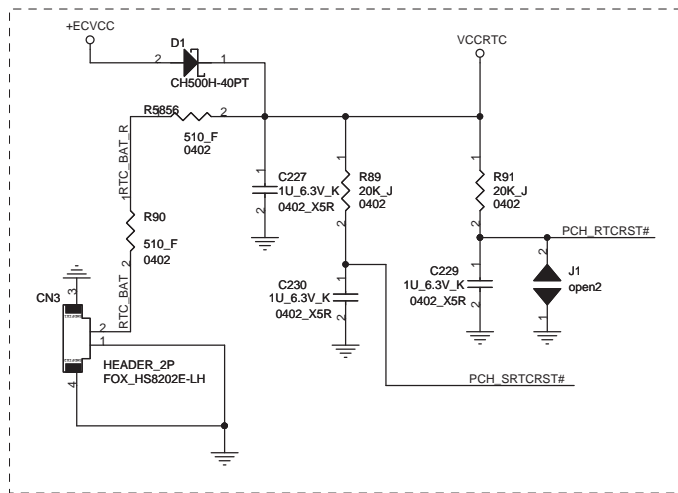 +ECVCC
VCCRTC
D1
2
1
CH500H-40PT
R5856
1
2
510_F
0402
RTC_BAT_R
1
R90
510_F
0402
2
RTC_BAT
1
C227
1U_6.3V_K
0402_X5R
2
1
R89
20K_J
0402
2
1
R91
20K_J
0402
2
PCH_RTCRST#
1
C230
1U_6.3V_K
0402_X5R
2
1
C229
1U_6.3V_K
0402_X5R
2
2
J1
open2
1
PCH_SRTCRST#
CN3
3
2
1
4
HEADER_2P
FOX_HS8202E-LH